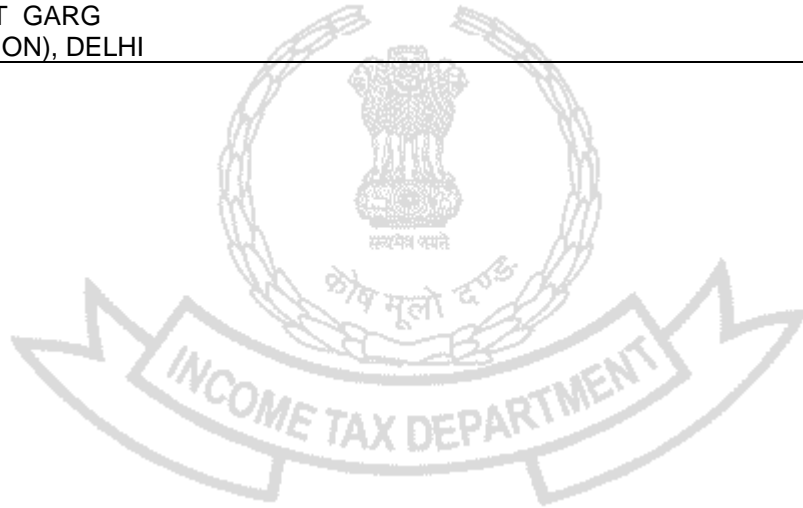 T GARG
ON), DELHI
सत्यमेव जयते
कोष मूलो दण्डः
INCOME TAX DEPARTMENT